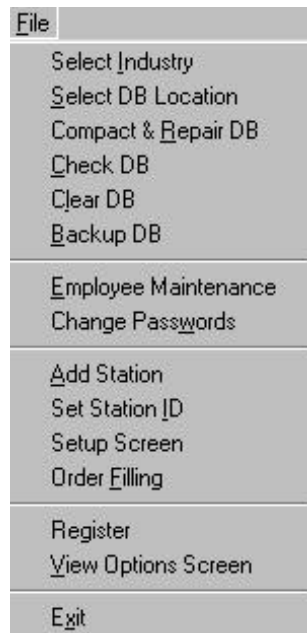 File
Select Industry
Select DB Location
Compact & Repair DB
Check DB
Clear DB
Backup DB
Employee Maintenance
Change Passwords
Add Station
Set Station ID
Setup Screen
Order Filling
Register
View Options Screen
Exit